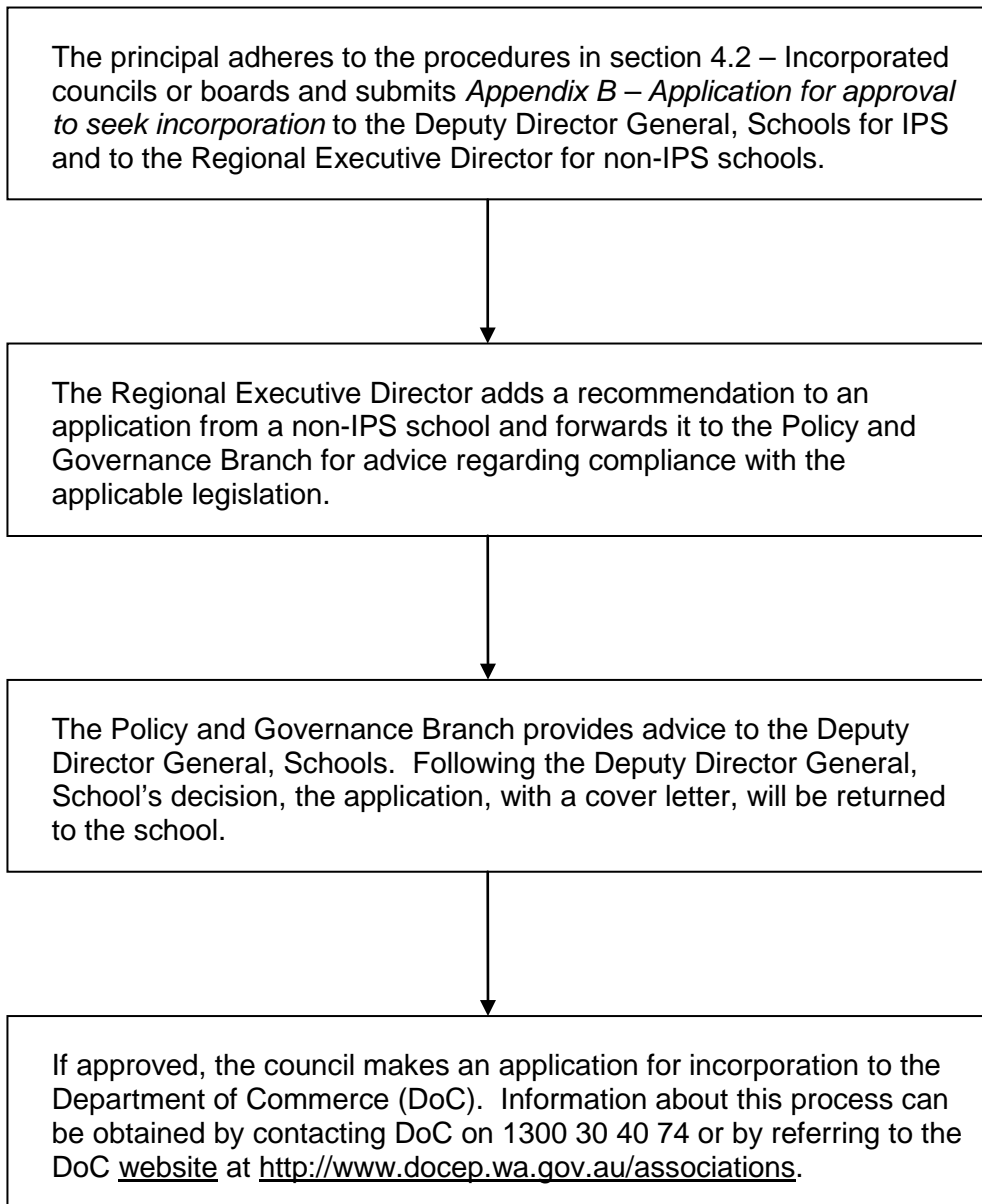 The principal adheres to the procedures in section 4.2 – Incorporated
councils or boards and submits Appendix B – Application for approval
to seek incorporation to the Deputy Director General, Schools for IPS
and to the Regional Executive Director for non-IPS schools.
The Regional Executive Director adds a recommendation to an
application from a non-IPS school and forwards it to the Policy and
Governance Branch for advice regarding compliance with the
applicable legislation.
The Policy and Governance Branch provides advice to the Deputy
Director General, Schools.  Following the Deputy Director General,
School's decision, the application, with a cover letter, will be returned
to the school.
If approved, the council makes an application for incorporation to the
Department of Commerce (DoC).  Information about this process can
be obtained by contacting DoC on 1300 30 40 74 or by referring to the
DoC website at http://www.docep.wa.gov.au/associations.